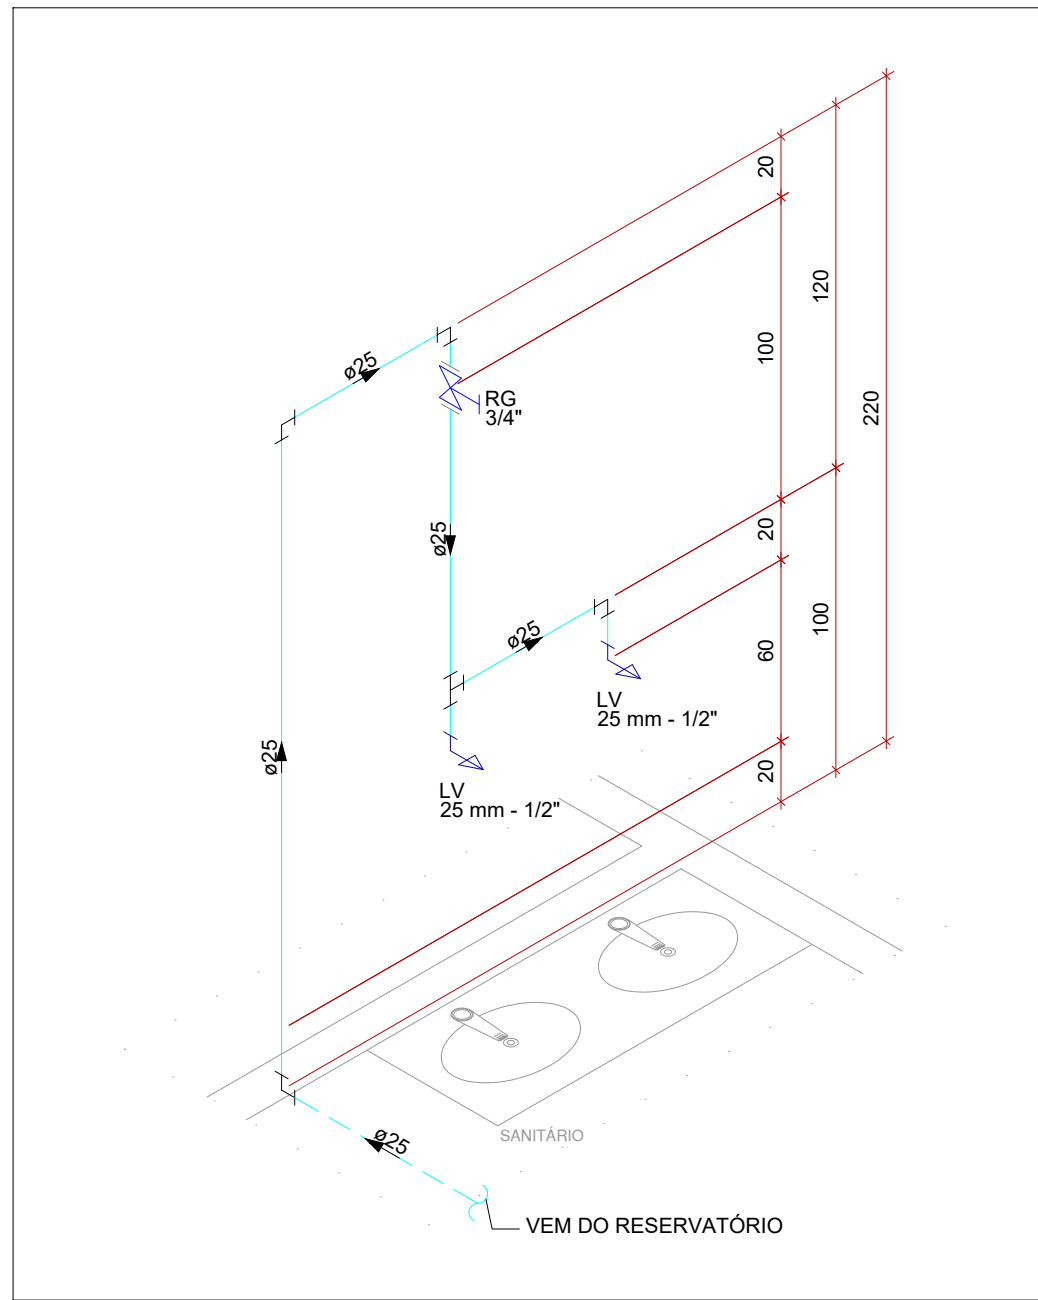 20
120
ø25
100
RG
3/4"
220
ø25
20
ø25
100
60
LV
25 mm - 1/2"
ø25
20
LV
25 mm - 1/2"
SANITÁRIO
ø25
VEM DO RESERVATÓRIO